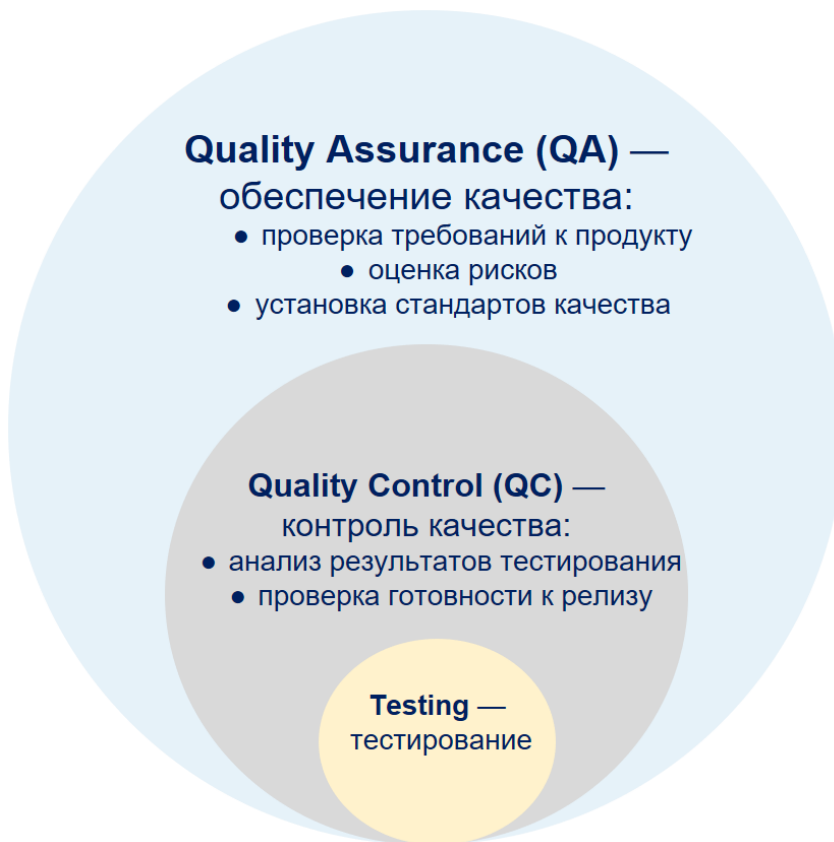 Quality Assurance (QA) —
обеспечение качества:
● проверка требований к продукту
● оценка рисков
● установка стандартов качества
Quality Control (QC) —
контроль качества:
● анализ результатов тестирования
● проверка готовности к релизу
Testing —
тестирование